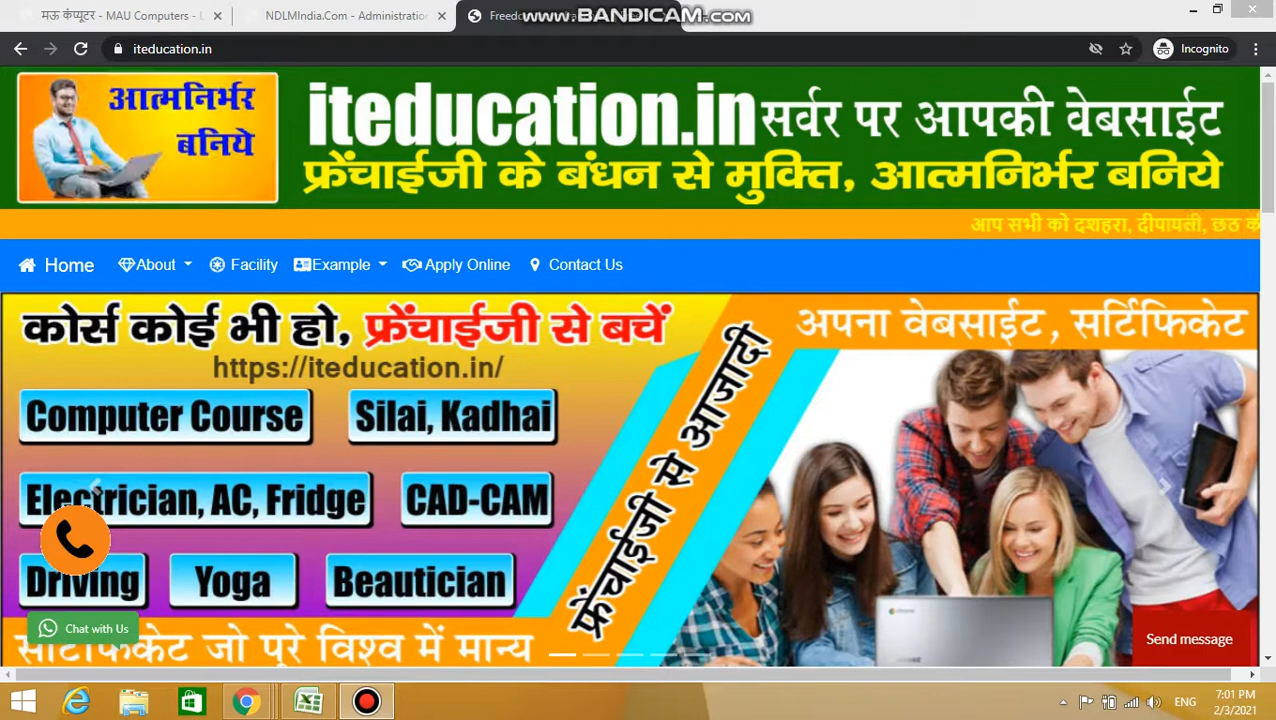 मऊ कंप्यूटर - MAU Computers -
NDLMIndia.Com - Administration
Freedo
www.BANDICAM.com
iteducation.in
Incognito
आत्मनिर्भर
बनिये
iteducation.in सर्वर पर आपकी वेबसाईट
फ्रेंचाईजी के बंधन से मुक्ति, आत्मनिर्भर बनिये
आप सभी को दशहरा, दीपावली, छठ
Home About Facility Example Apply Online Contact Us
कोर्स कोई भी हो, फ्रेंचाईजी से बचें
https://iteducation.in/
अपना वेबसाईट, सर्टिफिकेट
Computer Course
Silai, Kadhai
Electrician, AC, Fridge
CAD-CAM
Driving
Yoga
Beautician
फ्रेंचाईजी से आजादी
Chat with Us
सर्टिफिकेट जो पूरे विश्व में मान्य
Send message
ENG
7:01 PM
2/3/2021